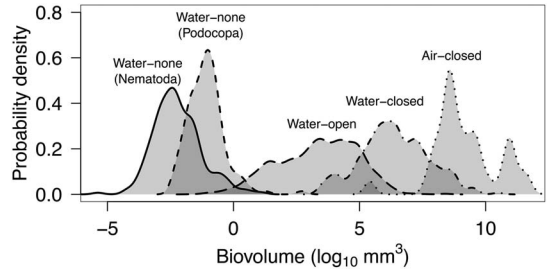 Water−none
(Podocopa)
Water−none
(Nematoda)
Air−closed
Water−closed
Water−open
Probability density
0.8
0.6
0.4
0.2
0.0
−5
0
5
10
Biovolume (log10 mm3)